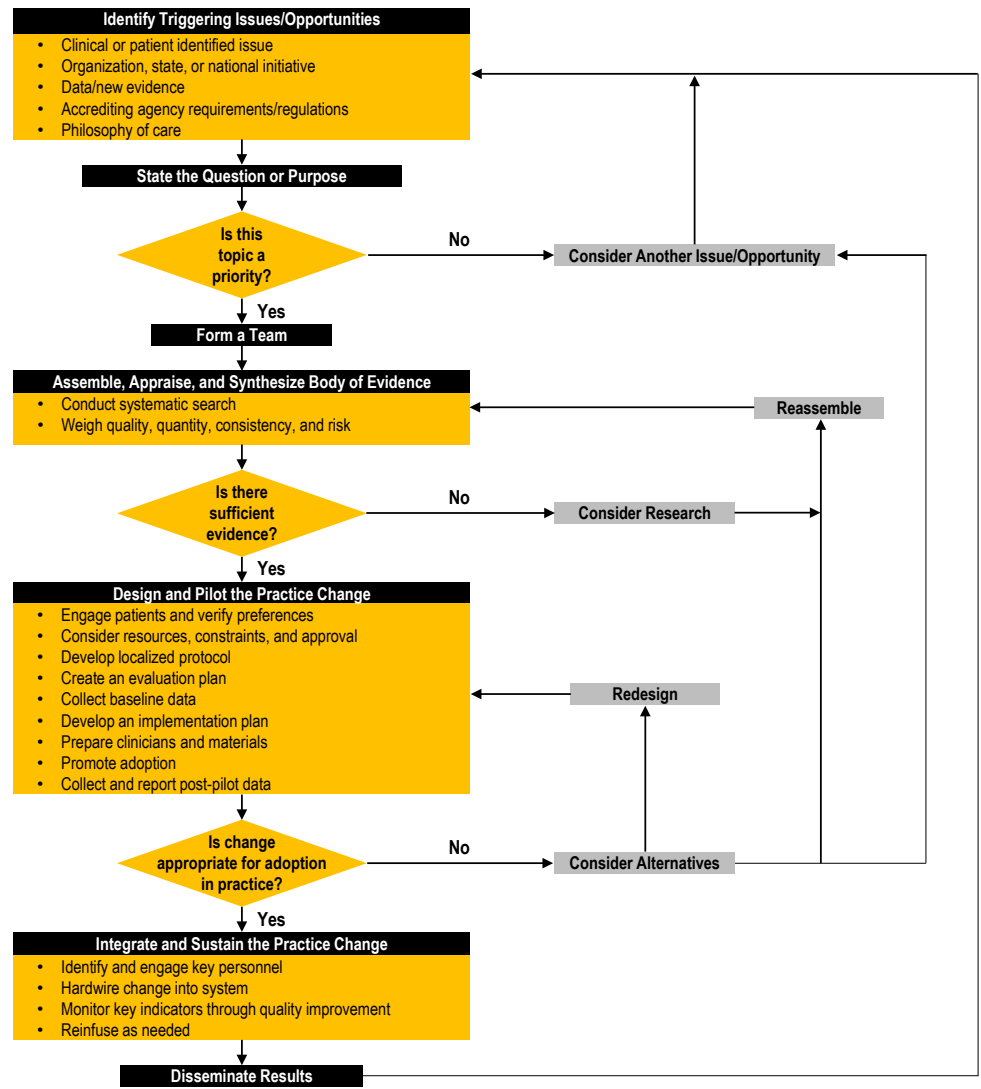 Identify Triggering Issues/Opportunities
• Clinical or patient identified issue
• Organization, state, or national initiative
• Data/new evidence
• Accrediting agency requirements/regulations
• Philosophy of care
State the Question or Purpose
Is this
topic a
priority?
No
Consider Another Issue/Opportunity
Yes
Form a Team
Assemble, Appraise, and Synthesize Body of Evidence
• Conduct systematic search
• Weigh quality, quantity, consistency, and risk
Reassemble
Is there
sufficient
evidence?
No
Consider Research
Yes
Design and Pilot the Practice Change
• Engage patients and verify preferences
• Consider resources, constraints, and approval
• Develop localized protocol
• Create an evaluation plan
• Collect baseline data
• Develop an implementation plan
• Prepare clinicians and materials
• Promote adoption
• Collect and report post-pilot data
Redesign
Is change
appropriate for adoption
in practice?
No
Consider Alternatives
Yes
Integrate and Sustain the Practice Change
• Identify and engage key personnel
• Hardwire change into system
• Monitor key indicators through quality improvement
• Reinfuse as needed
Disseminate Results